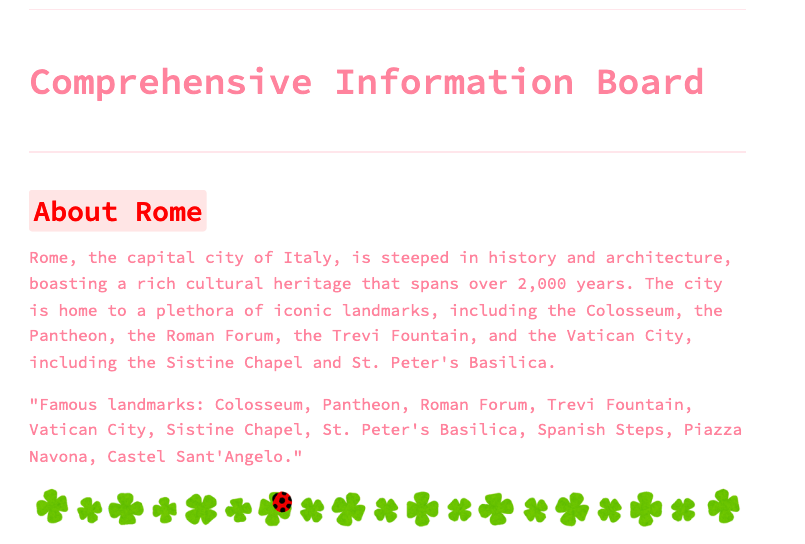 Comprehensive Information Board
About Rome
Rome, the capital city of Italy, is steeped in history and architecture,
boasting a rich cultural heritage that spans over 2,000 years. The city
is home to a plethora of iconic landmarks, including the Colosseum, the
Pantheon, the Roman Forum, the Trevi Fountain, and the Vatican City,
including the Sistine Chapel and St. Peter's Basilica.
"Famous landmarks: Colosseum, Pantheon, Roman Forum, Trevi Fountain,
Vatican City, Sistine Chapel, St. Peter's Basilica, Spanish Steps, Piazza
Navona, Castel Sant'Angelo."